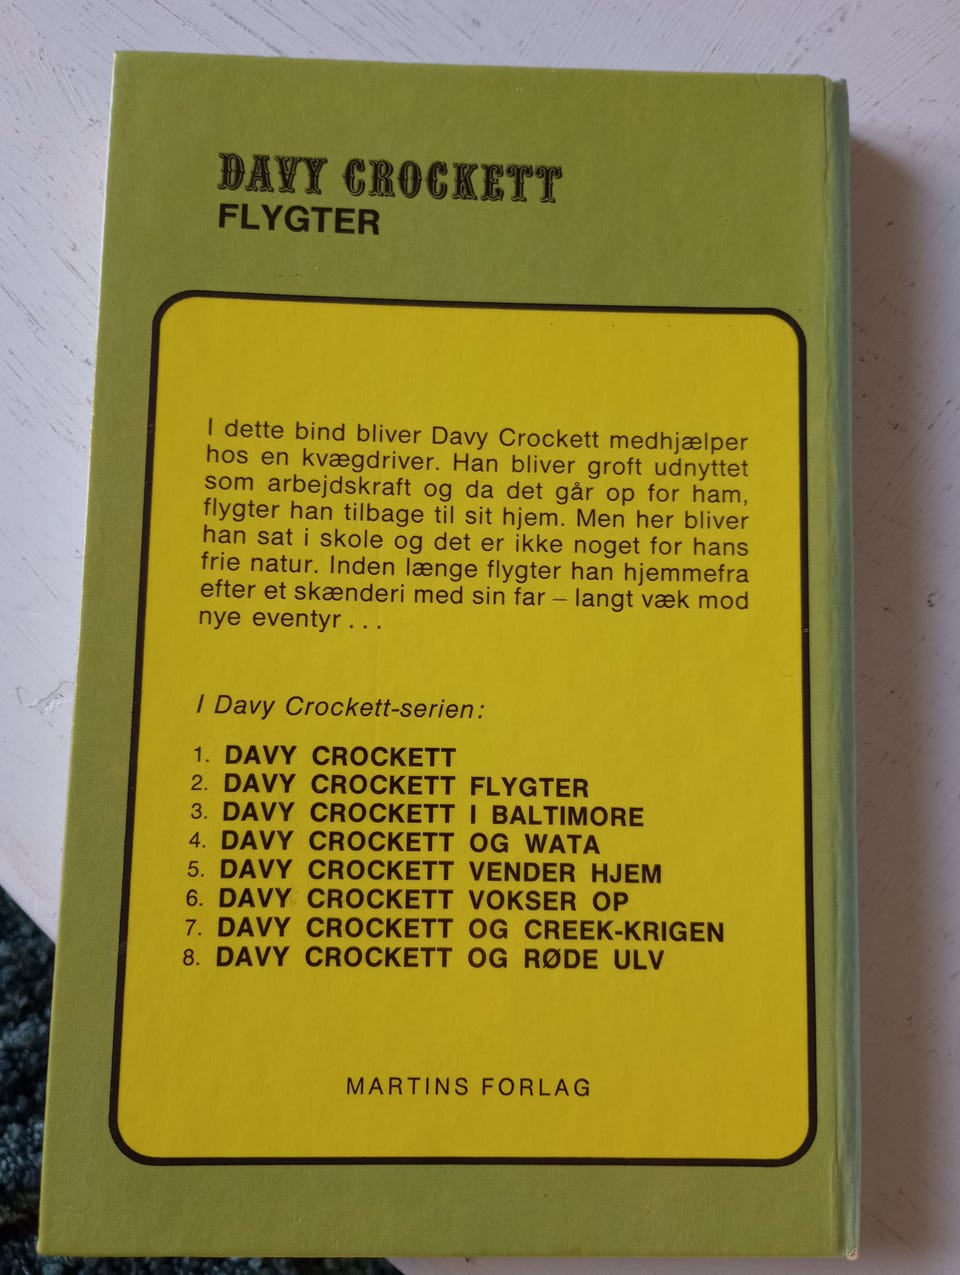 DAVY CROCKETT
FLYGTER
I dette bind bliver Davy Crockett medhjælper
hos en kvægdriver. Han bliver groft udnyttet
som arbejdskraft og da det går op for ham,
flygter han tilbage til sit hjem. Men her bliver
han sat i skole og det er ikke noget for hans
frie natur. Inden længe flygter han hjemmefra
efter et skænderi med sin far – langt væk mod
nye eventyr . . .
I Davy Crockett-serien:
1. DAVY CROCKETT
2. DAVY CROCKETT FLYGTER
3. DAVY CROCKETT I BALTIMORE
4. DAVY CROCKETT OG WATA
5. DAVY CROCKETT VENDER HJEM
6. DAVY CROCKETT VOKSER OP
7. DAVY CROCKETT OG CREEK-KRIGEN
8. DAVY CROCKETT OG RØDE ULV
MARTINS FORLAG